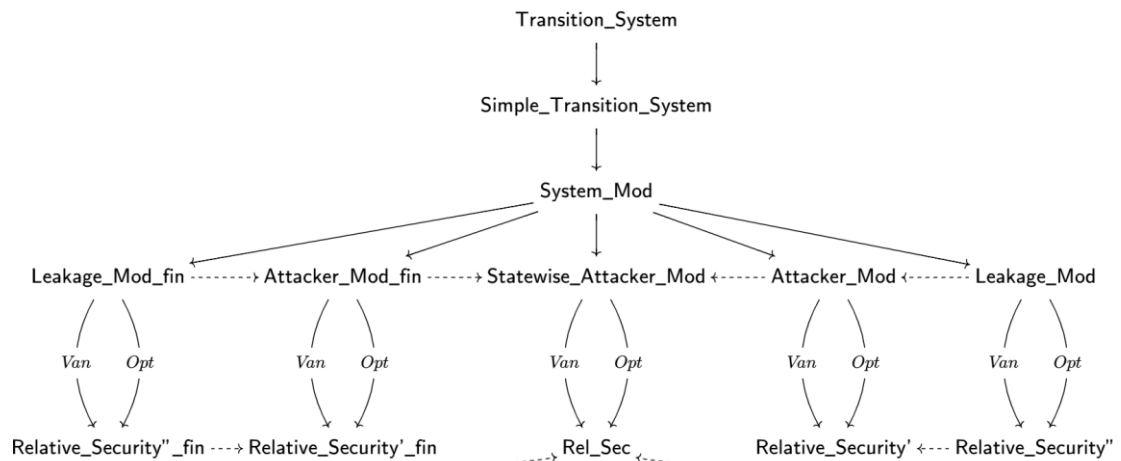 Transition_System
Simple_Transition_System
System_Mod
Leakage_Mod_fin Attacker_Mod_fin Statewise_Attacker_Mod Attacker_Mod Leakage_Mod
Van Opt Van Opt Van Opt Van Opt Van Opt
Relative_Security"_fin Relative_Security'_fin Rel_Sec Relative_Security' Relative_Security"